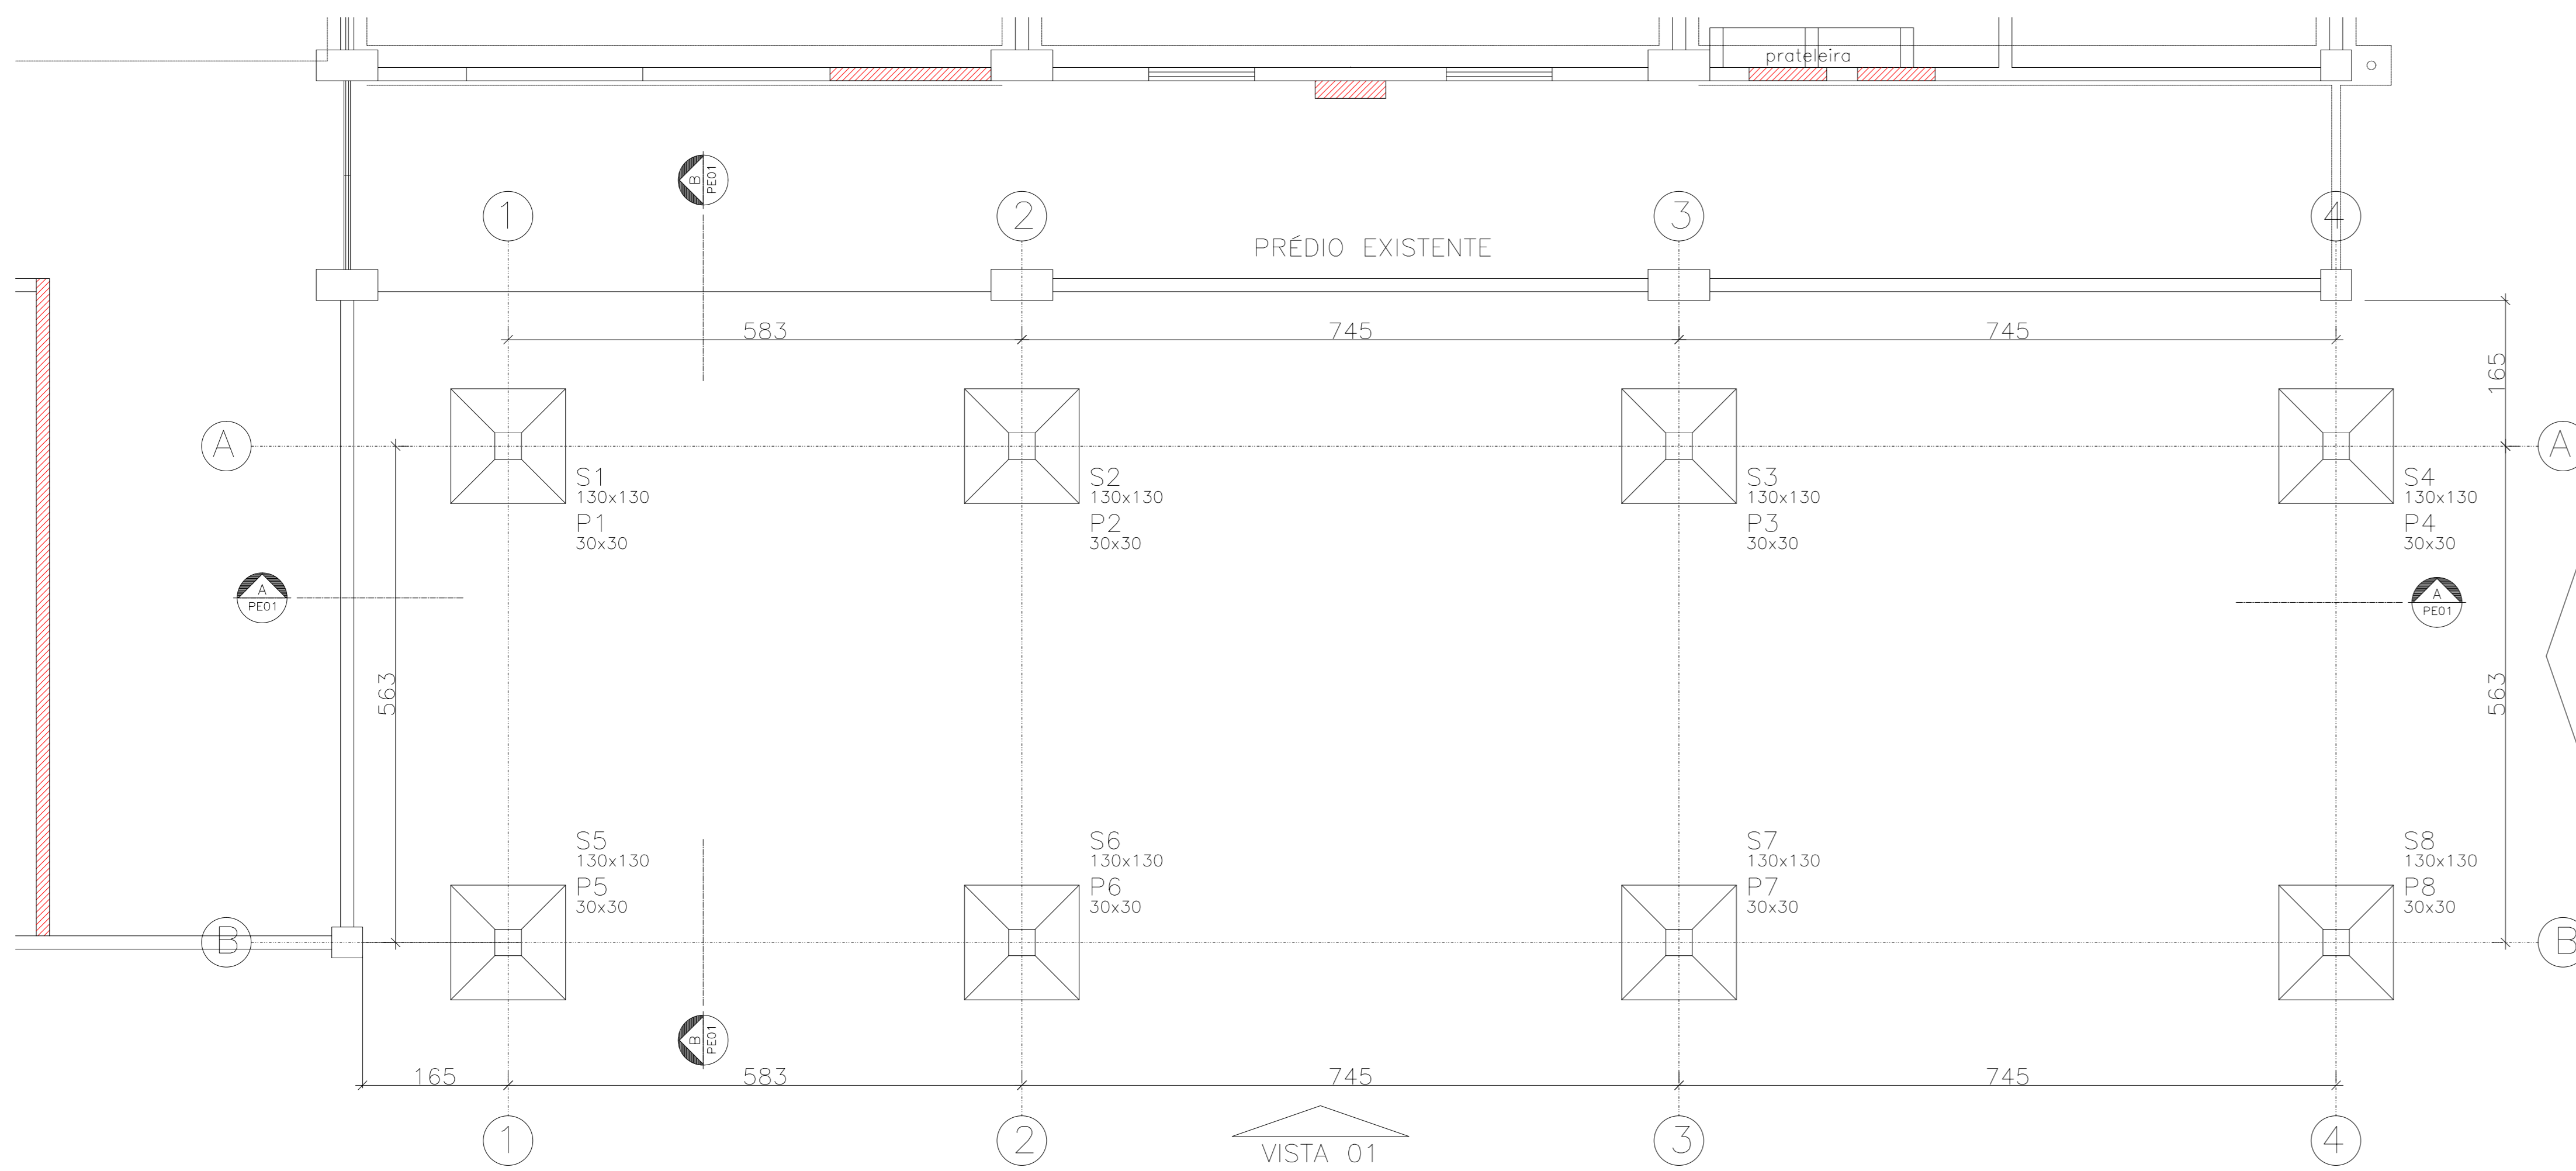 prateleira
B
PE01
1
2
3
4
PRÉDIO EXISTENTE
583
745
745
165
A
A
S1
130x130
P1
30x30
S2
130x130
P2
30x30
S3
130x130
P3
30x30
S4
130x130
P4
30x30
A
PE01
A
PE01
563
563
S5
130x130
P5
30x30
S6
130x130
P6
30x30
S7
130x130
P7
30x30
S8
130x130
P8
30x30
B
B
B
PE01
165
583
745
745
1
2
3
4
VISTA 01